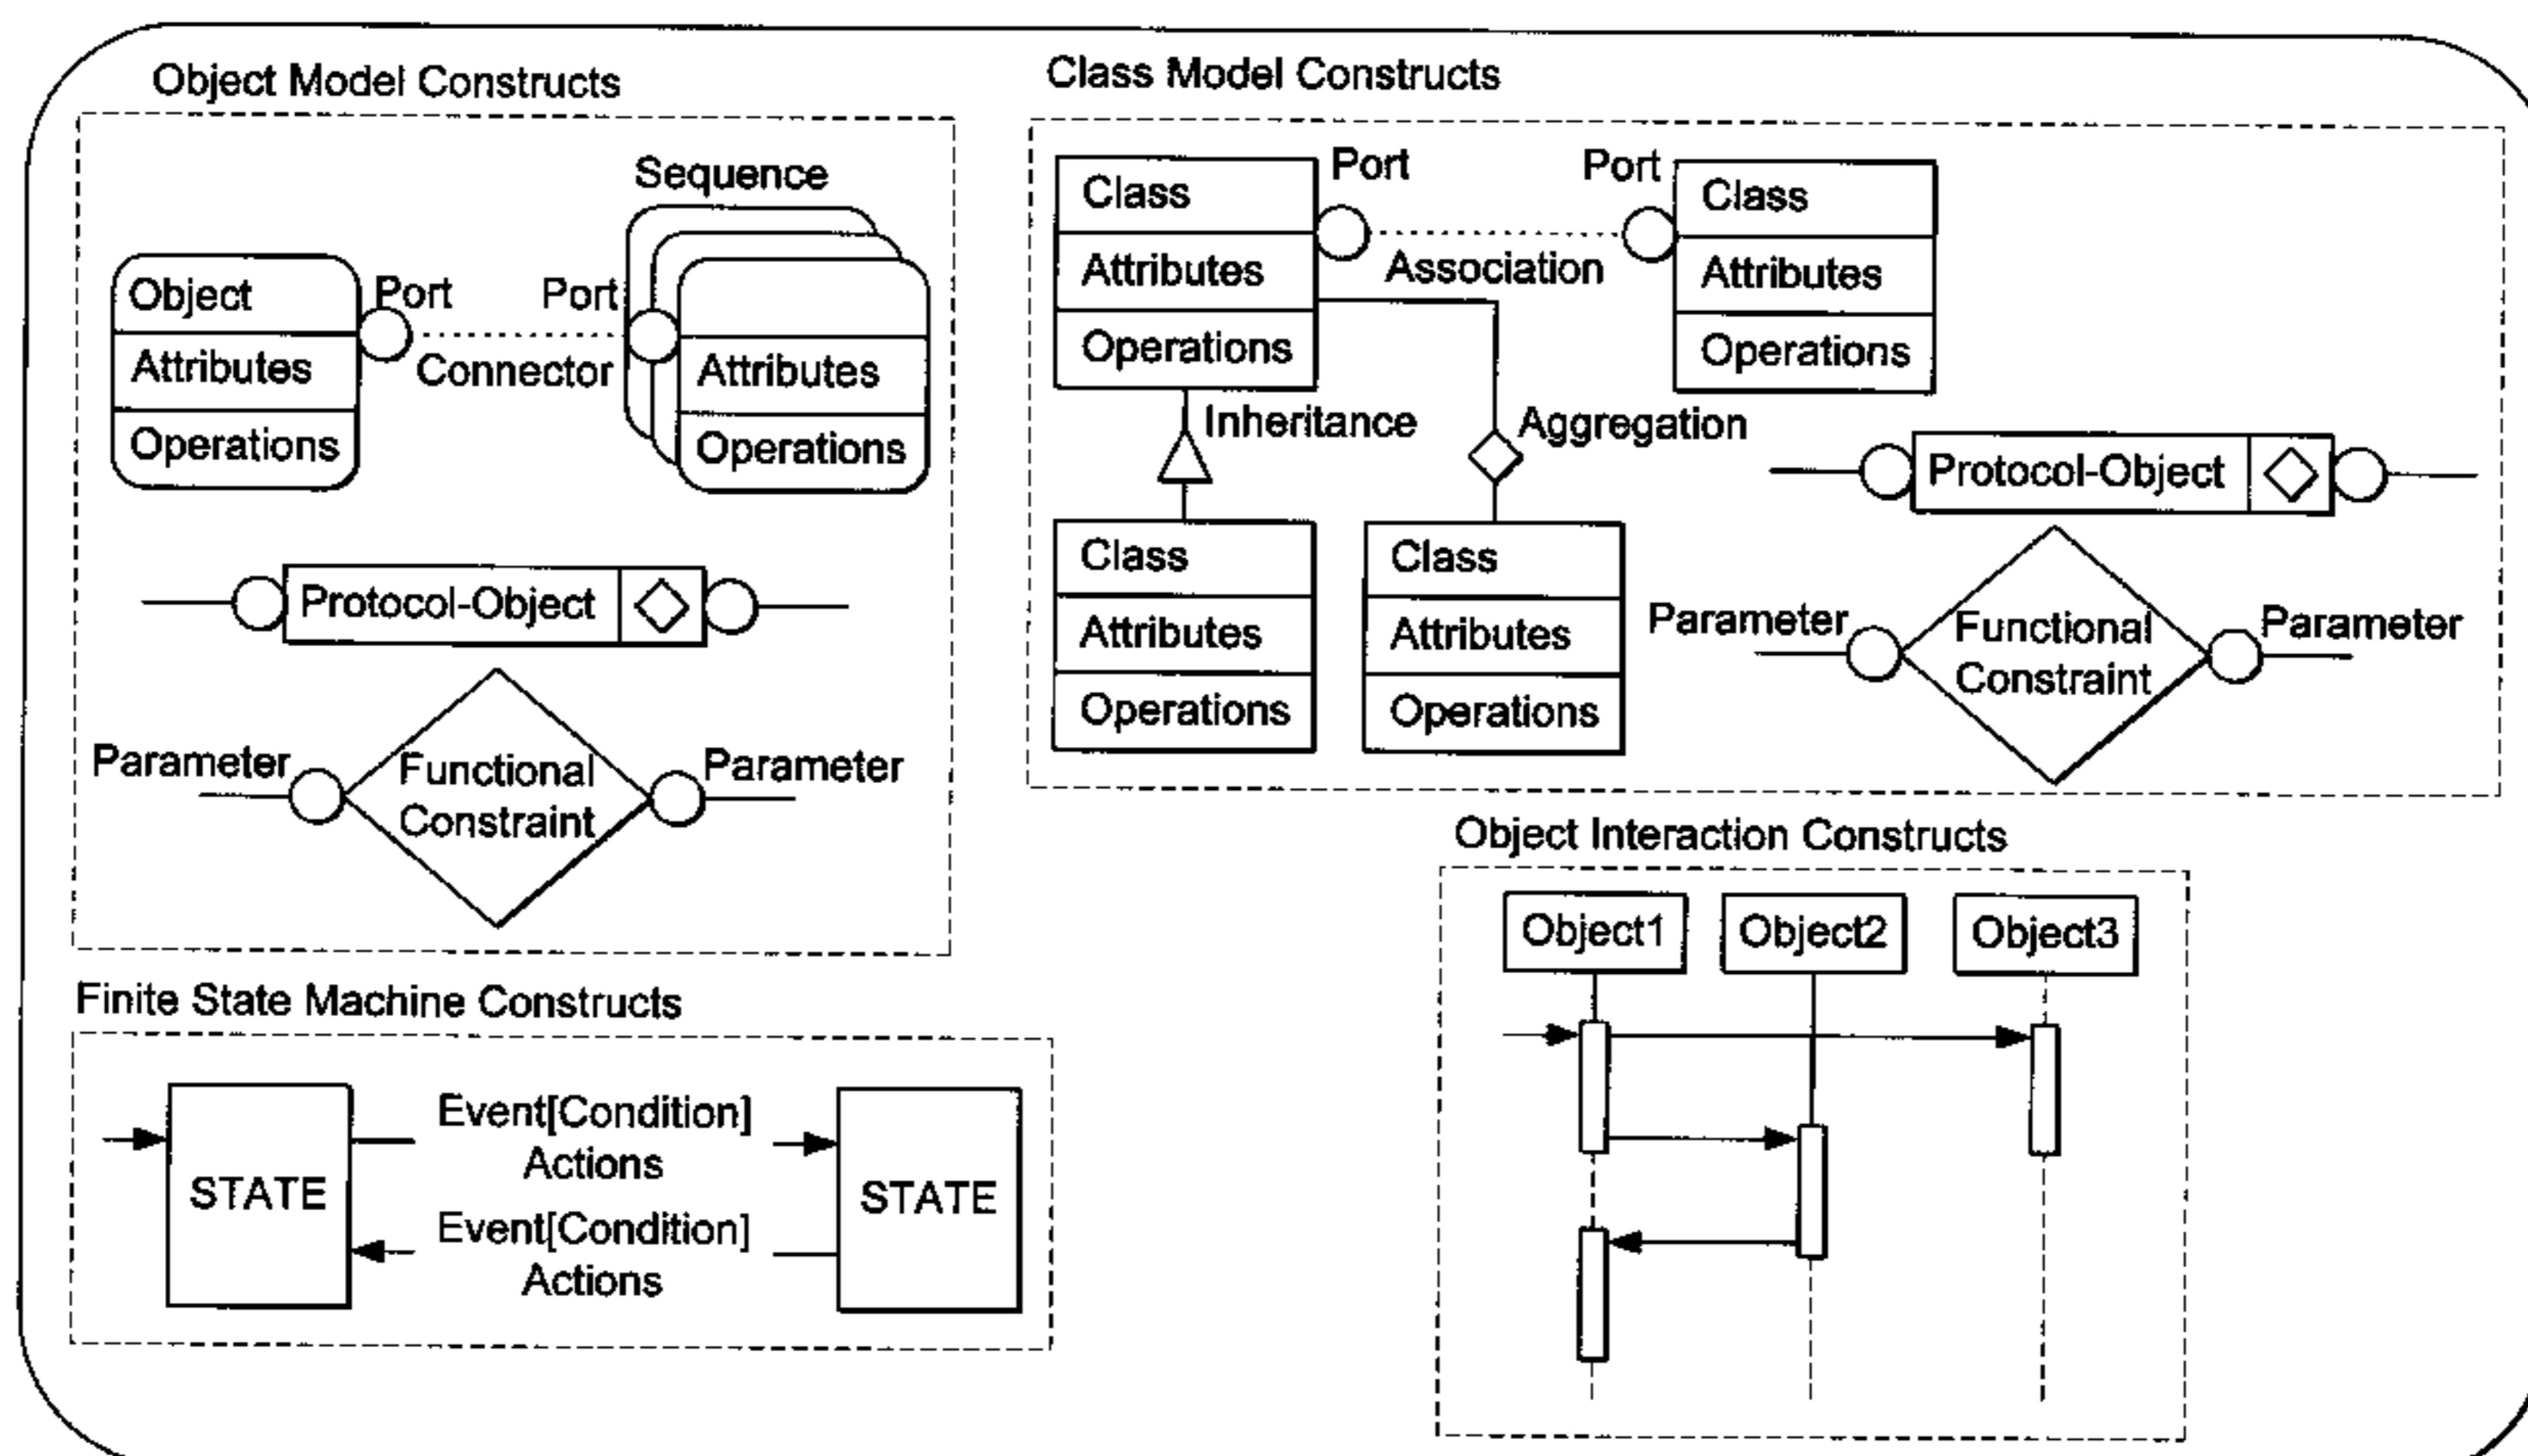 Object Model Constructs
Sequence
Object
Attributes
Operations
Port
Port
Connector
Attributes
Operations
Protocol-Object
Parameter
Functional
Constraint
Parameter
Class Model Constructs
Class
Attributes
Operations
Port
Port
Association
Class
Attributes
Operations
Inheritance
Aggregation
Class
Attributes
Operations
Class
Attributes
Operations
Protocol-Object
Parameter
Functional
Constraint
Parameter
Finite State Machine Constructs
STATE
Event[Condition]
Actions
Event[Condition]
Actions
STATE
Object Interaction Constructs
Object1
Object2
Object3